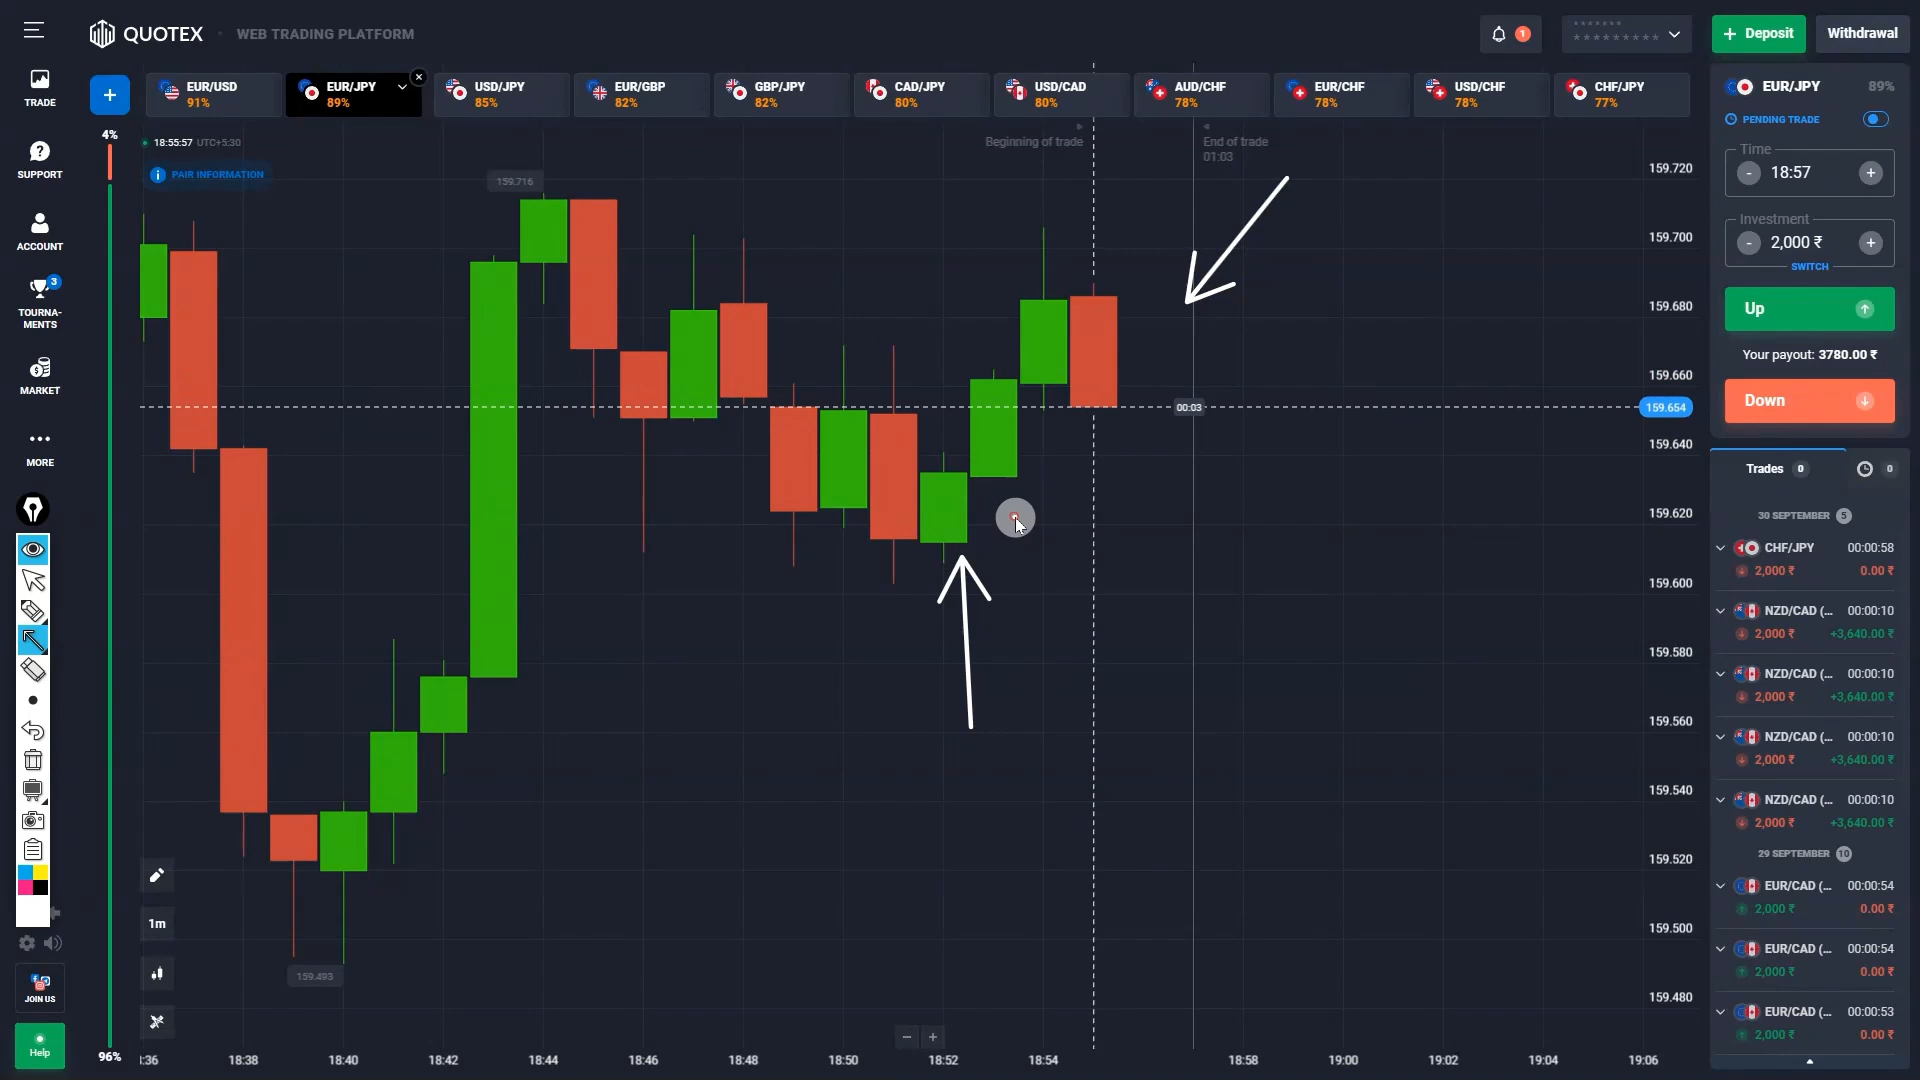 QUOTEX
WEB TRADING PLATFORM
1
*******
*********
Deposit
Withdrawal
TRADE
SUPPORT
ACCOUNT
3
TOURNA-
MENTS
MARKET
MORE
JOIN US
Help
+
EUR/USD
91%
EUR/JPY
89%
USD/JPY
85%
EUR/GBP
82%
GBP/JPY
82%
CAD/JPY
80%
USD/CAD
80%
AUD/CHF
78%
EUR/CHF
78%
USD/CHF
78%
CHF/JPY
77%
4%
96%
18:55:57 UTC+5:30
PAIR INFORMATION
Beginning of trade
End of trade
01:03
159.716
159.493
00:03
159.720
159.700
159.680
159.660
159.654
159.640
159.620
159.600
159.580
159.560
159.540
159.520
159.500
159.480
1m
:36
18:38
18:40
18:42
18:44
18:46
18:48
18:50
18:52
18:54
18:58
19:00
19:02
19:04
19:06
EUR/JPY 89%
PENDING TRADE
Time
- 18:57 +
Investment
- 2,000 ₹ +
SWITCH
Up
Your payout: 3780.00 ₹
Down
Trades 0
0
30 SEPTEMBER 5
CHF/JPY 00:00:58
2,000 ₹ 0.00 ₹
NZD/CAD (... 00:00:10
2,000 ₹ +3,640.00 ₹
NZD/CAD (... 00:00:10
2,000 ₹ +3,640.00 ₹
NZD/CAD (... 00:00:10
2,000 ₹ +3,640.00 ₹
NZD/CAD (... 00:00:10
2,000 ₹ +3,640.00 ₹
29 SEPTEMBER 10
EUR/CAD (... 00:00:54
2,000 ₹ 0.00 ₹
EUR/CAD (... 00:00:54
2,000 ₹ 0.00 ₹
EUR/CAD (... 00:00:53
2,000 ₹ 0.00 ₹